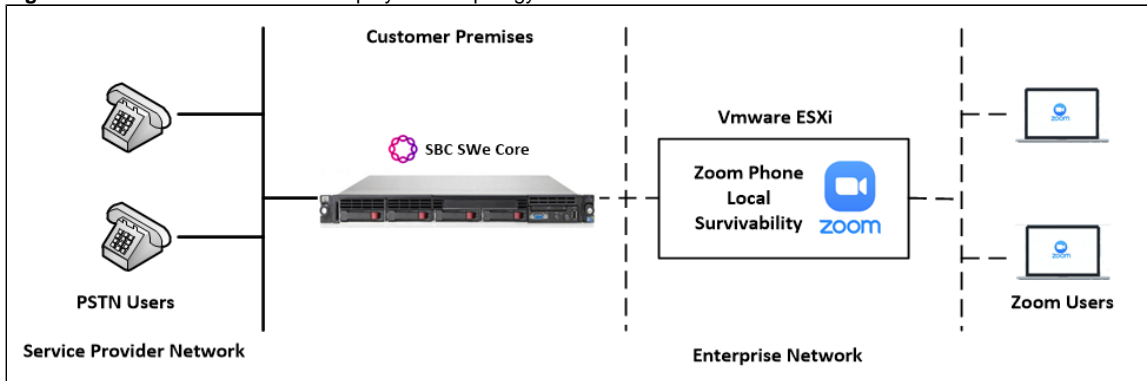 Customer Premises
SBC SWe Core
Vmware ESXi
Zoom Phone
Local
Survivability
zoom
zoom
zoom
PSTN Users
Zoom Users
Service Provider Network
Enterprise Network